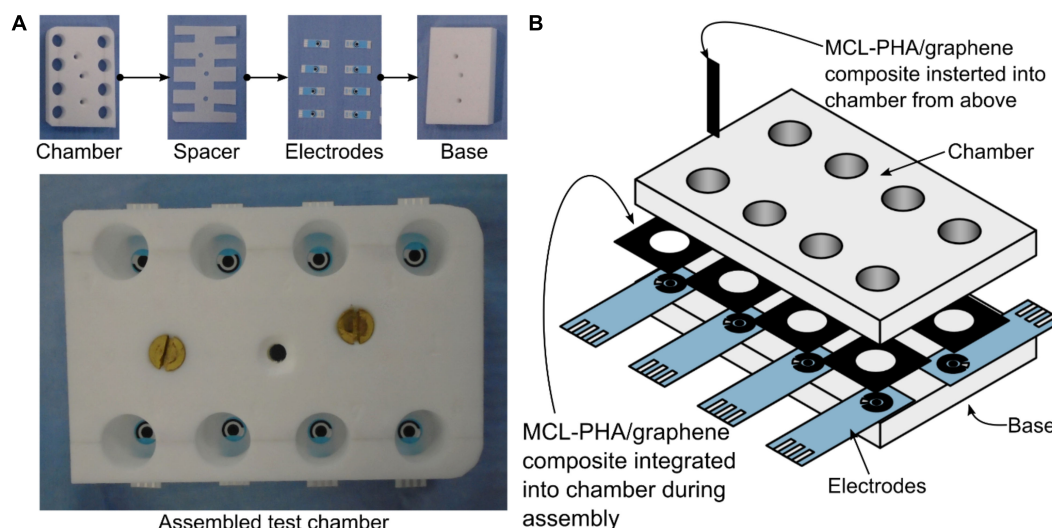 A
Chamber
Spacer
Electrodes
Base
Assembled test chamber
B
MCL-PHA/graphene
composite insterted into
chamber from above
Chamber
MCL-PHA/graphene
composite integrated
into chamber during
assembly
Electrodes
Base